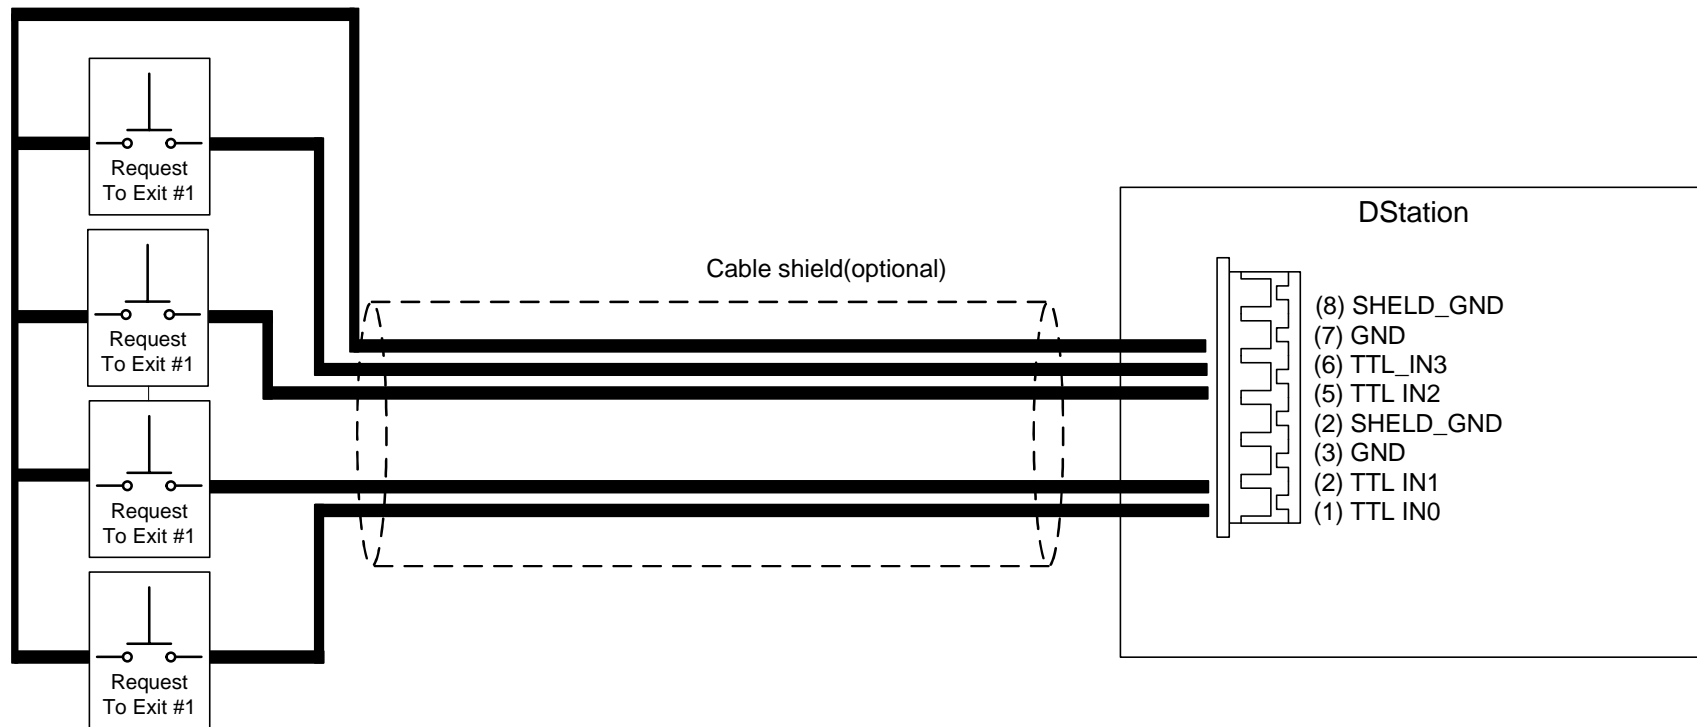 Request
To Exit #1
Request
To Exit #1
Request
To Exit #1
Request
To Exit #1
Cable shield(optional)
DStation
(8) SHELD_GND
(7) GND
(6) TTL_IN3
(5) TTL IN2
(2) SHELD_GND
(3) GND
(2) TTL IN1
(1) TTL IN0